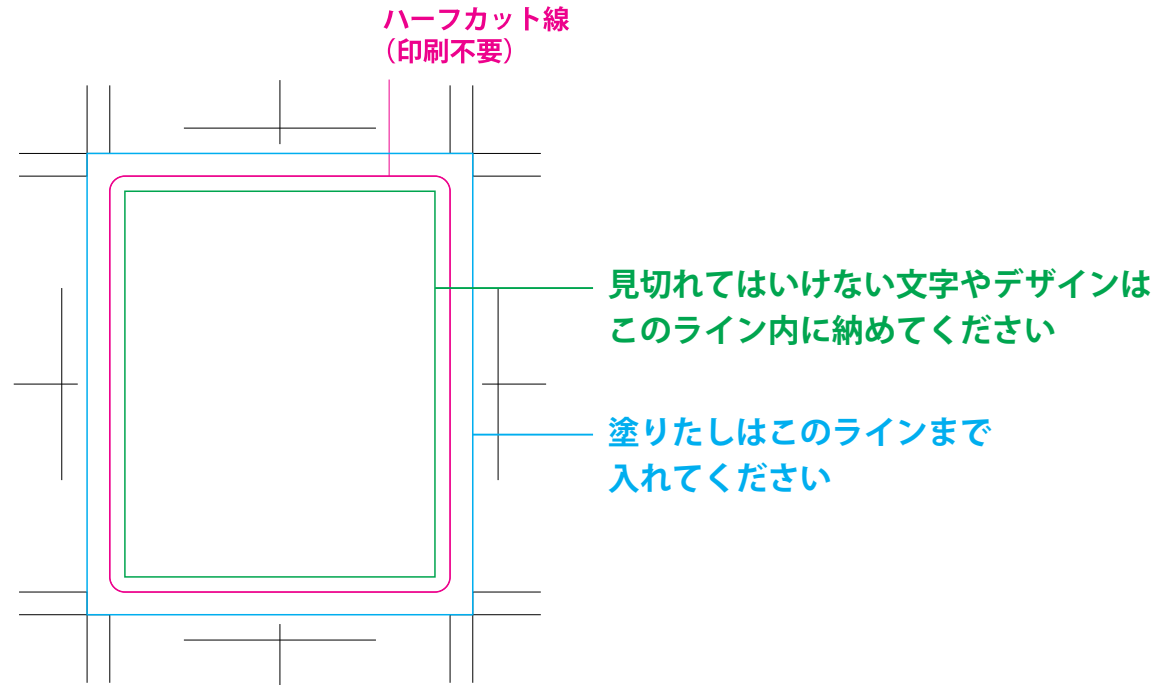 ハーフカット線
（印刷不要）
見切れてはいけない文字やデザインは
このライン内に納めてください
塗りたしはこのラインまで
入れてください